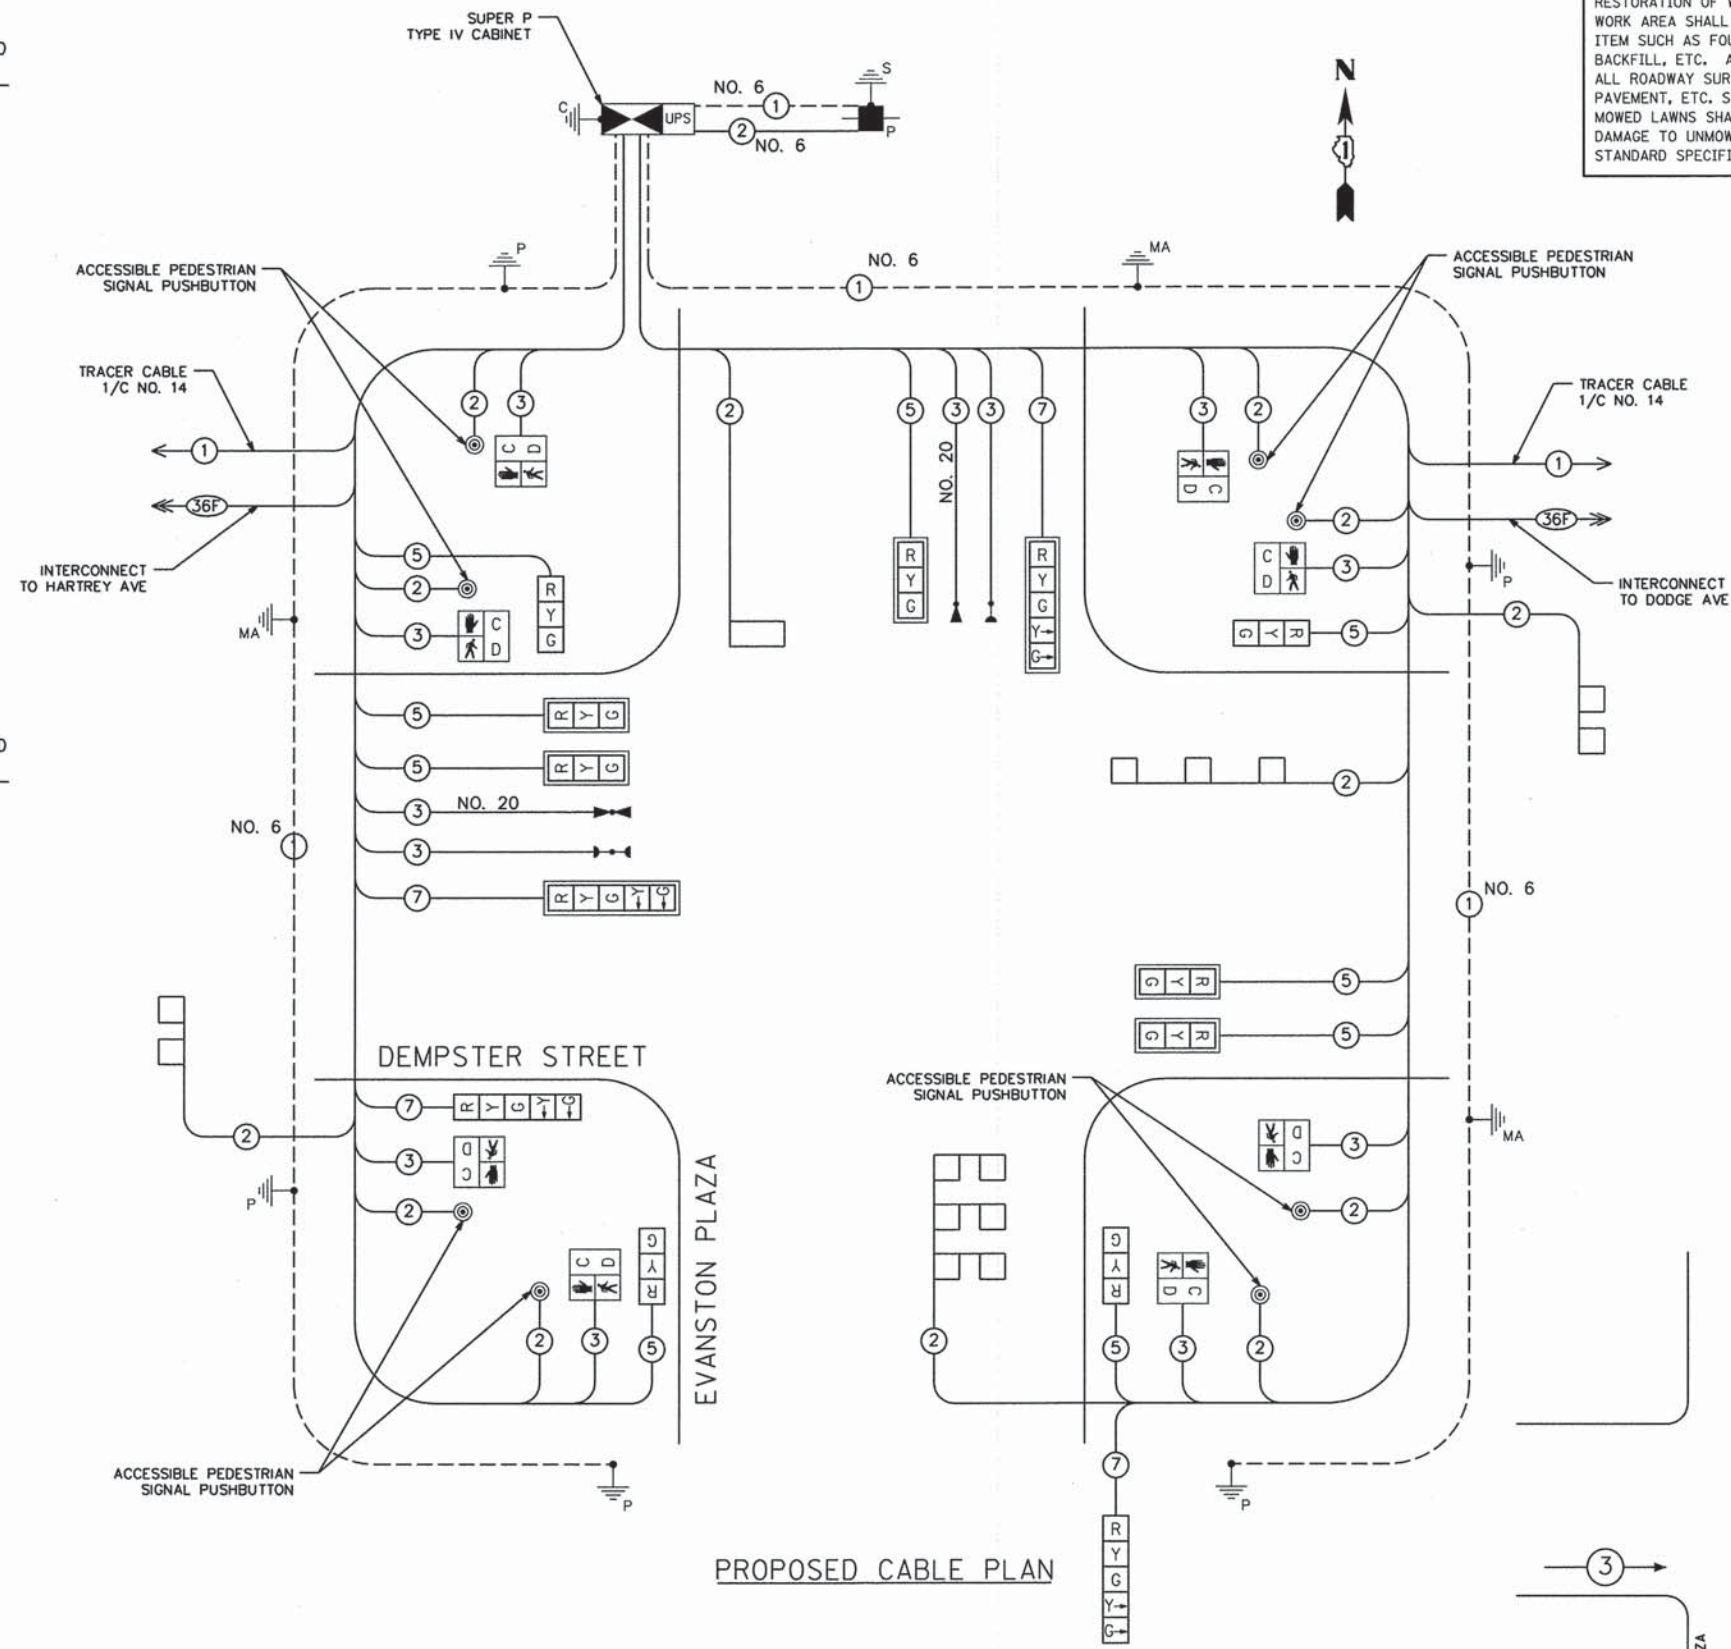 SUPER P
TYPE IV CABINET
RESTORATION OF
WORK AREA SHALL
ITEM SUCH AS
BACKFILL, ETC.
ALL ROADWAY
PAVEMENT, ETC.
MOWED LAWNS
DAMAGE TO
STANDARD
N
1
S
NO. 6
1
C
UPS
P
2
NO. 6
P
MA
NO. 6
1
ACCESSIBLE PEDESTRIAN
SIGNAL PUSHBUTTON
ACCESSIBLE PEDESTRIAN
SIGNAL PUSHBUTTON
TRACER CABLE
1/C NO. 14
TRACER CABLE
1/C NO. 14
2
3
2
5
3
3
7
3
2
C D
NO. 20
D C
1
1
36F
36F
2
INTERCONNECT
TO HARTREY AVE
INTERCONNECT
TO DODGE AVE
5
R
Y
G
2
3
C
D
MA
R
Y
G
R
Y
G
Y
G
C
D
3
P
G Y R
5
2
5
R Y G
5
R Y G
3
NO. 20
3
7
R Y G Y G
NO. 6
1
2
1
NO. 6
G Y R
5
G Y R
5
DEMPSTER STREET
7
R Y G Y G
2
3
D
C
2
P
EVANSTON PLAZA
C D
G
Y
R
2
3
5
ACCESSIBLE PEDESTRIAN
SIGNAL PUSHBUTTON
D
C
3
MA
2
G
Y
R
D C
2
5
3
2
ACCESSIBLE PEDESTRIAN
SIGNAL PUSHBUTTON
P
7
P
R
Y
G
Y
G
PROPOSED CABLE PLAN
3